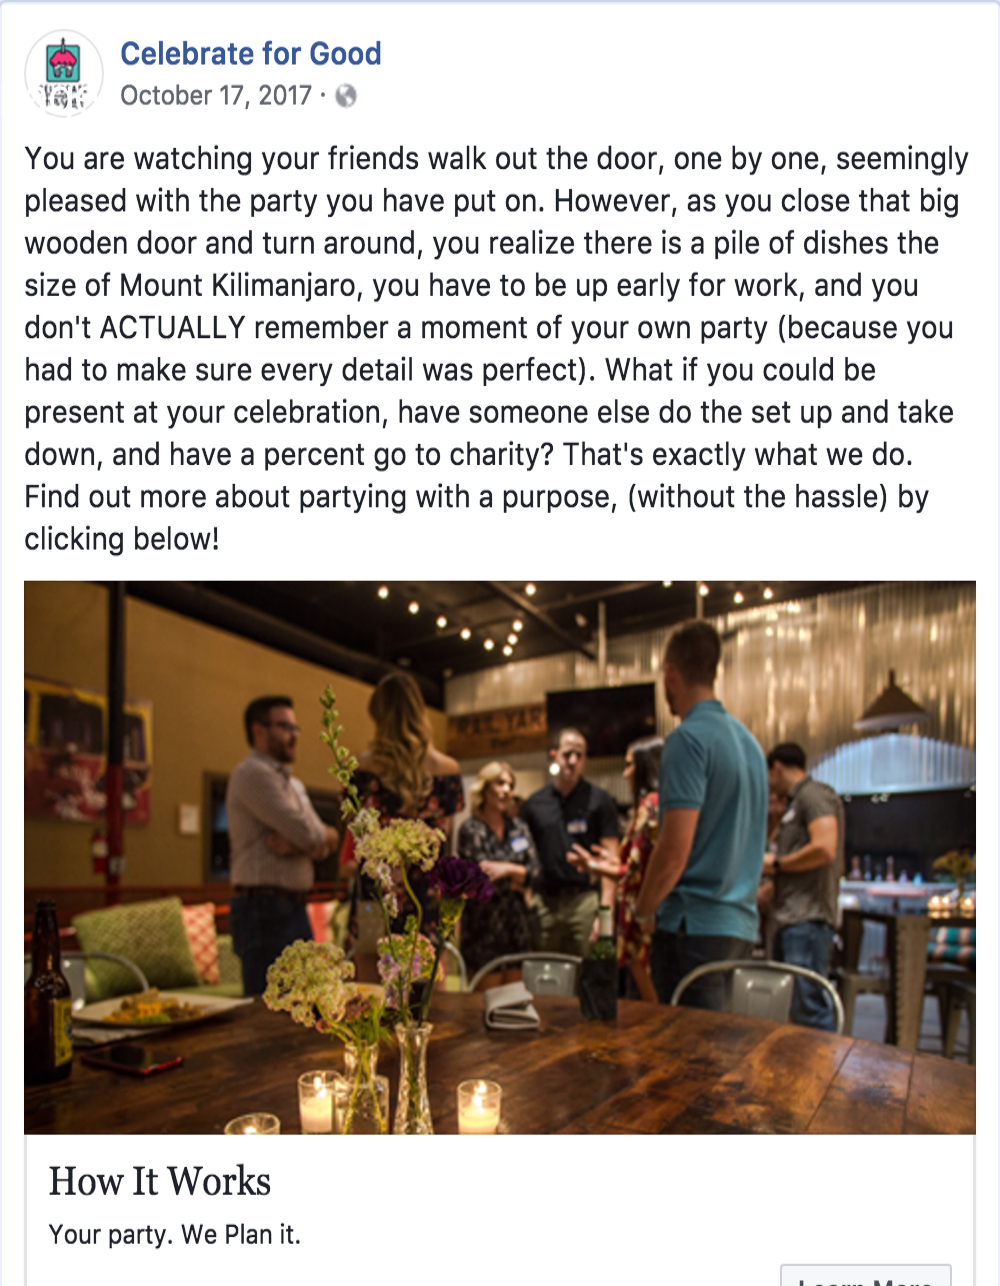 Celebrate for Good
October 17, 2017 ·
You are watching your friends walk out the door, one by one, seemingly
pleased with the party you have put on. However, as you close that big
wooden door and turn around, you realize there is a pile of dishes the
size of Mount Kilimanjaro, you have to be up early for work, and you
don't ACTUALLY remember a moment of your own party (because you
had to make sure every detail was perfect). What if you could be
present at your celebration, have someone else do the set up and take
down, and have a percent go to charity? That's exactly what we do.
Find out more about partying with a purpose, (without the hassle) by
clicking below!
How It Works
Your party. We Plan it.
Learn More